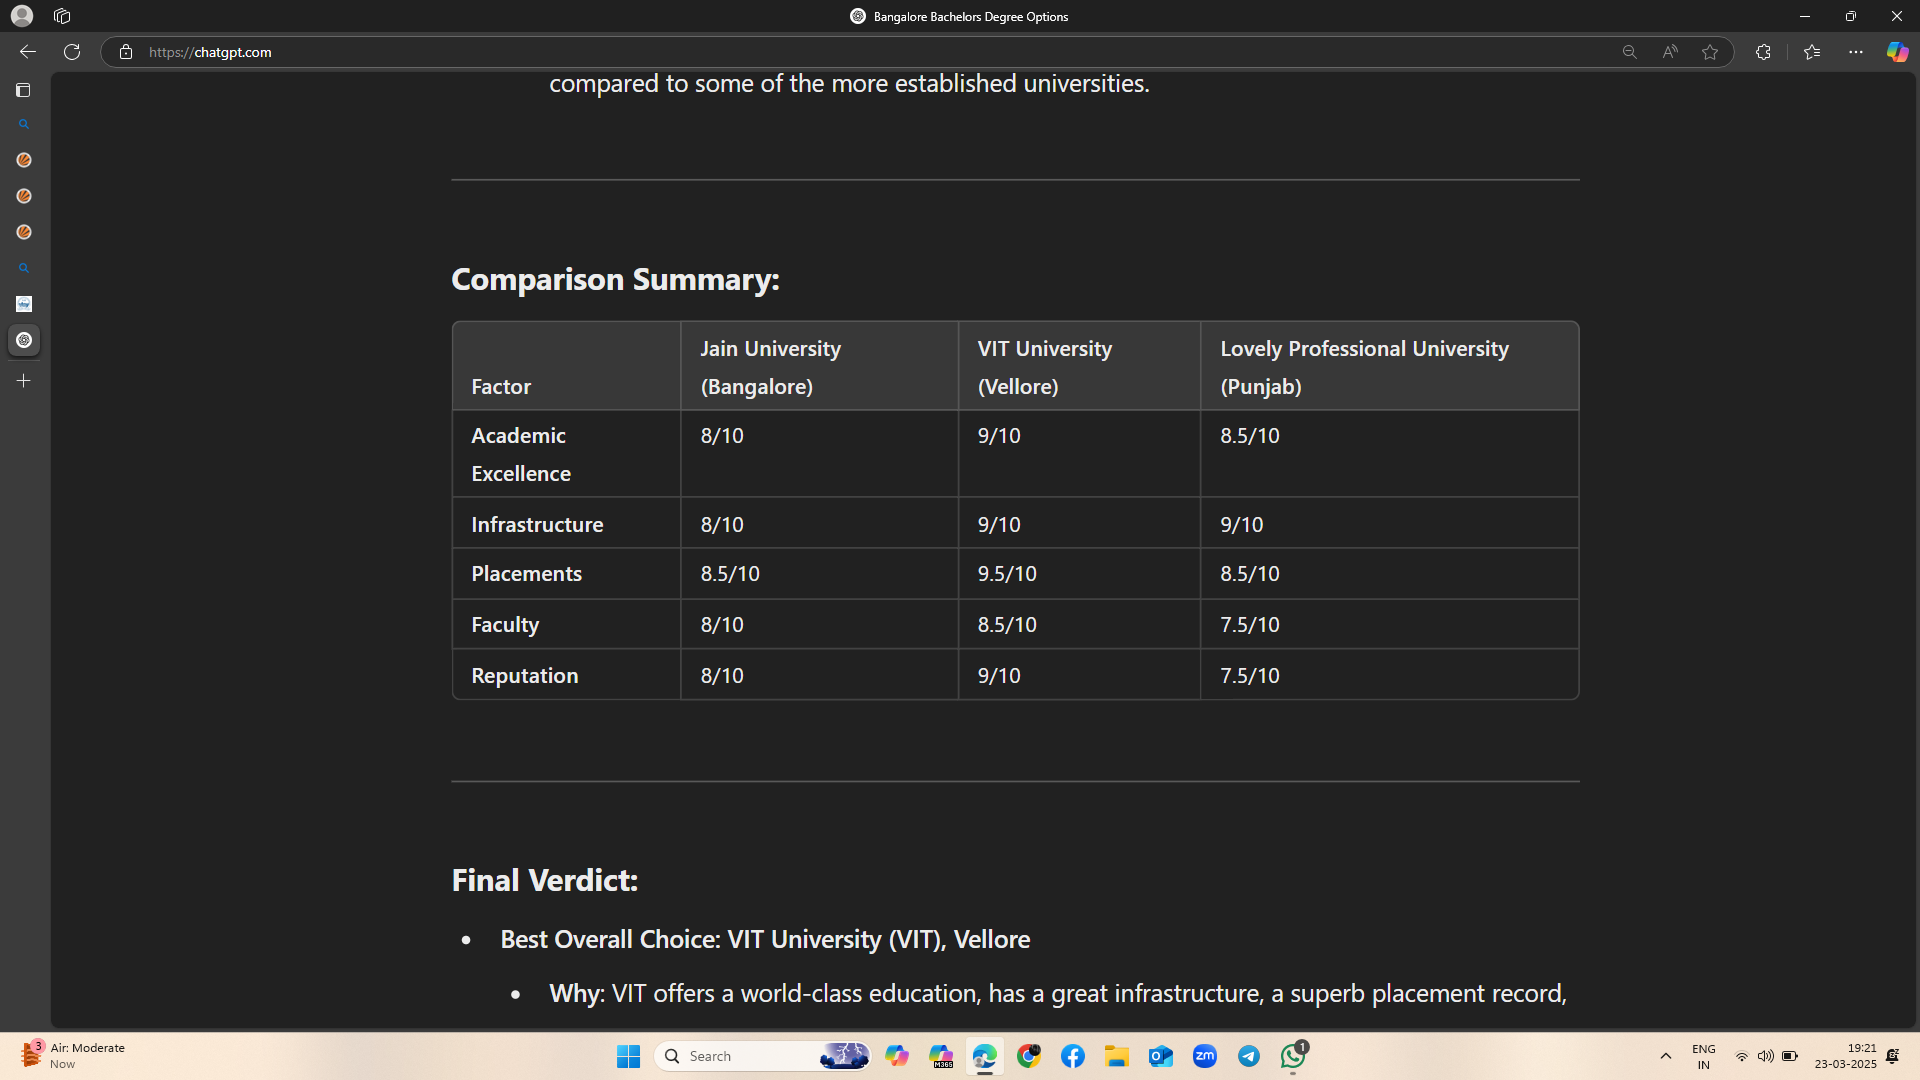 Bangalore Bachelors Degree Options
https://chatgpt.com
compared to some of the more established universities.
Comparison Summary:
Factor Jain University (Bangalore) VIT University (Vellore) Lovely Professional University (Punjab)
Academic Excellence 8/10 9/10 8.5/10
Infrastructure 8/10 9/10 9/10
Placements 8.5/10 9.5/10 8.5/10
Faculty 8/10 8.5/10 7.5/10
Reputation 8/10 9/10 7.5/10
Final Verdict:
Best Overall Choice: VIT University (VIT), Vellore
Why: VIT offers a world-class education, has a great infrastructure, a superb placement record,
3
Air: Moderate
Now
Search
M365
zm
1
ENG
IN
19:21
23-03-2025